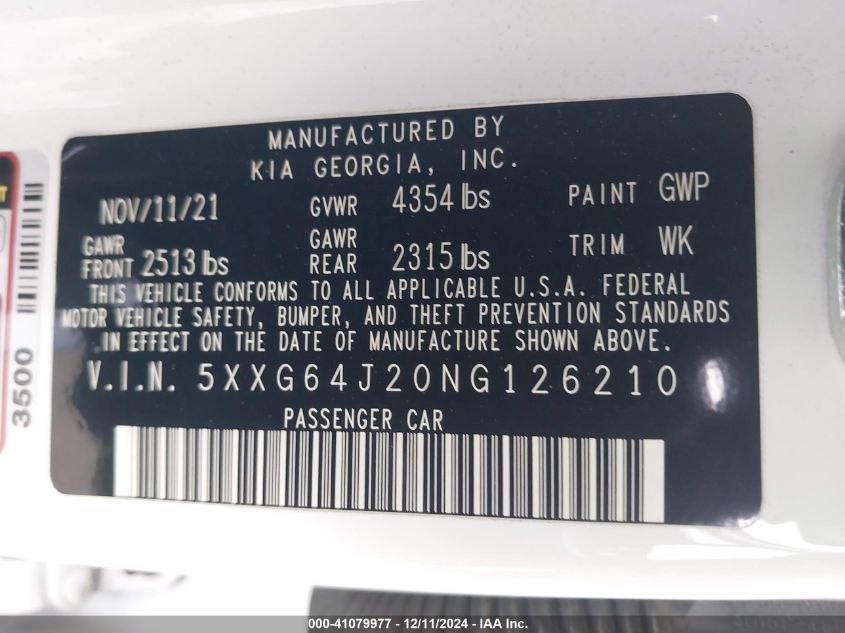 MANUFACTURED BY
KIA GEORGIA, INC.
NOV/11/21 GVWR 4354 lbs PAINT GWP
GAWR FRONT 2513 lbs GAWR REAR 2315 lbs TRIM WK
THIS VEHICLE CONFORMS TO ALL APPLICABLE U.S.A. FEDERAL
MOTOR VEHICLE SAFETY, BUMPER, AND THEFT PREVENTION STANDARDS
IN EFFECT ON THE DATE OF MANUFACTURE SHOWN ABOVE.
V.I.N. 5XXG64J20NG126210
PASSENGER CAR
3500
000-41079977 - 12/11/2024 - IAA Inc.